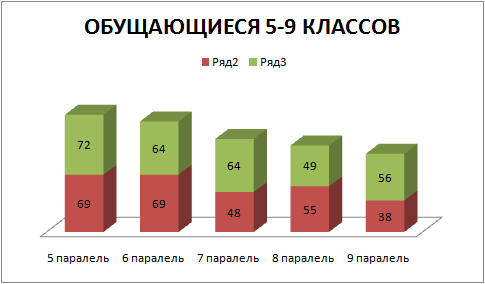 ОБУЩАЮЩИЕСЯ 5-9 КЛАССОВ
Ряд2 Ряд3
72 64 64 49 56
69 69 48 55 38
5 паралель 6 паралель 7 паралель 8 паралель 9 паралель